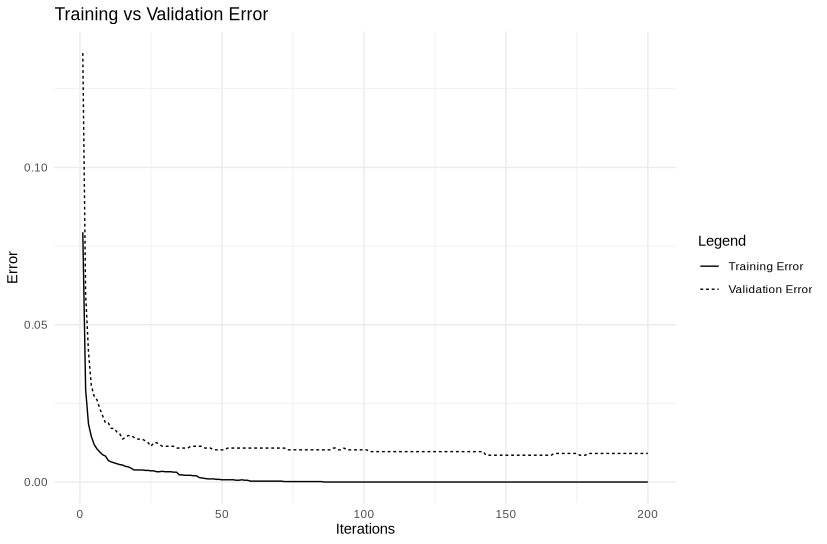 Training vs Validation Error
Error
0.10
0.05
0.00
0
50
100
150
200
Iterations
Legend
Training Error
Validation Error